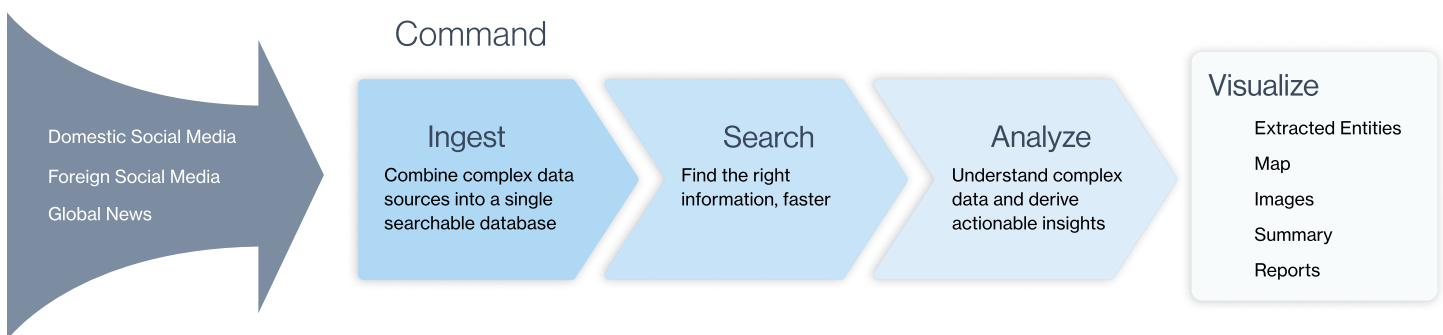 Command
Domestic Social Media
Foreign Social Media
Global News
Ingest
Combine complex data
sources into a single
searchable database
Search
Find the right
information, faster
Analyze
Understand complex
data and derive
actionable insights
Visualize
Extracted Entities
Map
Images
Summary
Reports